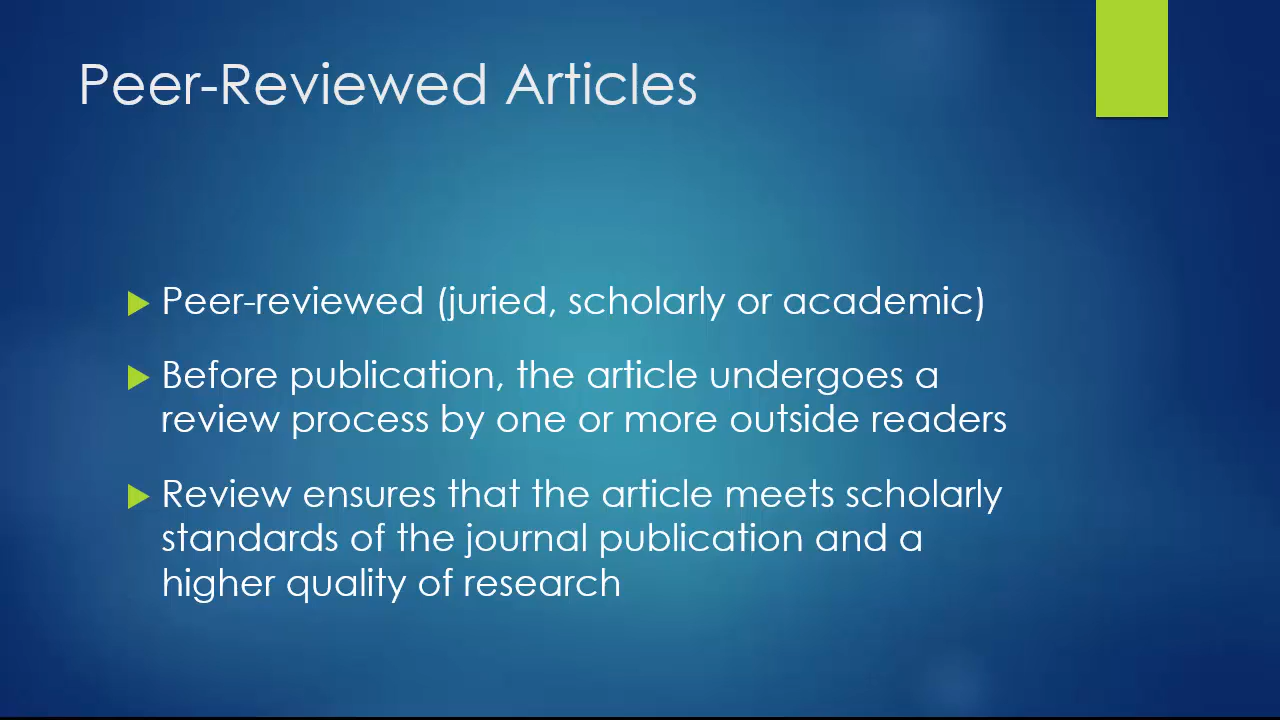 Peer-Reviewed Articles
Peer-reviewed (juried, scholarly or academic)
Before publication, the article undergoes a
review process by one or more outside readers
Review ensures that the article meets scholarly
standards of the journal publication and a
higher quality of research